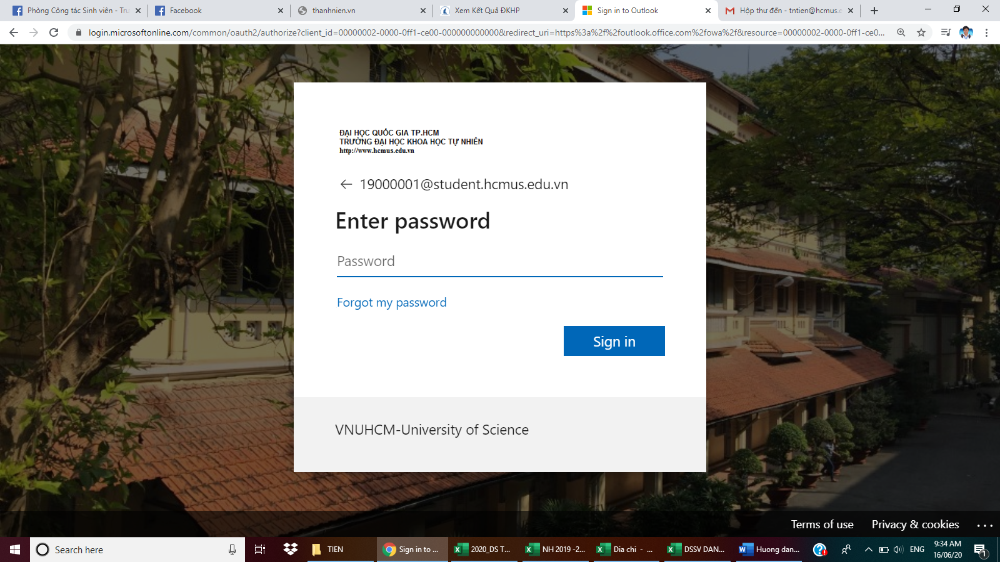 Phòng Công tác Sinh viên - Trư
Facebook
thanhnien.vn
Xem Kết Quả ĐKHP
Sign in to Outlook
Hộp thư đến - tntien@hcmus.e
login.microsoftonline.com/common/oauth2/authorize?client_id=00000002-0000-0ff1-ce00-000000000000&redirect_uri=https%3a%2f%2foutlook.office.com%2fowa%2f&resource=00000002-0000-0ff1-ce0...
ĐẠI HỌC QUỐC GIA TP.HCM
TRƯỜNG ĐẠI HỌC KHOA HỌC TỰ NHIÊN
http://www.hcmus.edu.vn
19000001@student.hcmus.edu.vn
Enter password
Password
Forgot my password
Sign in
VNUHCM-University of Science
Terms of use
Privacy & cookies
...
Search here
TIEN
Sign in to ...
2020_DS T...
NH 2019 -2...
Dia chi - ...
DSSV DAN...
Huong dan...
ENG
9:34 AM
16/06/20
1